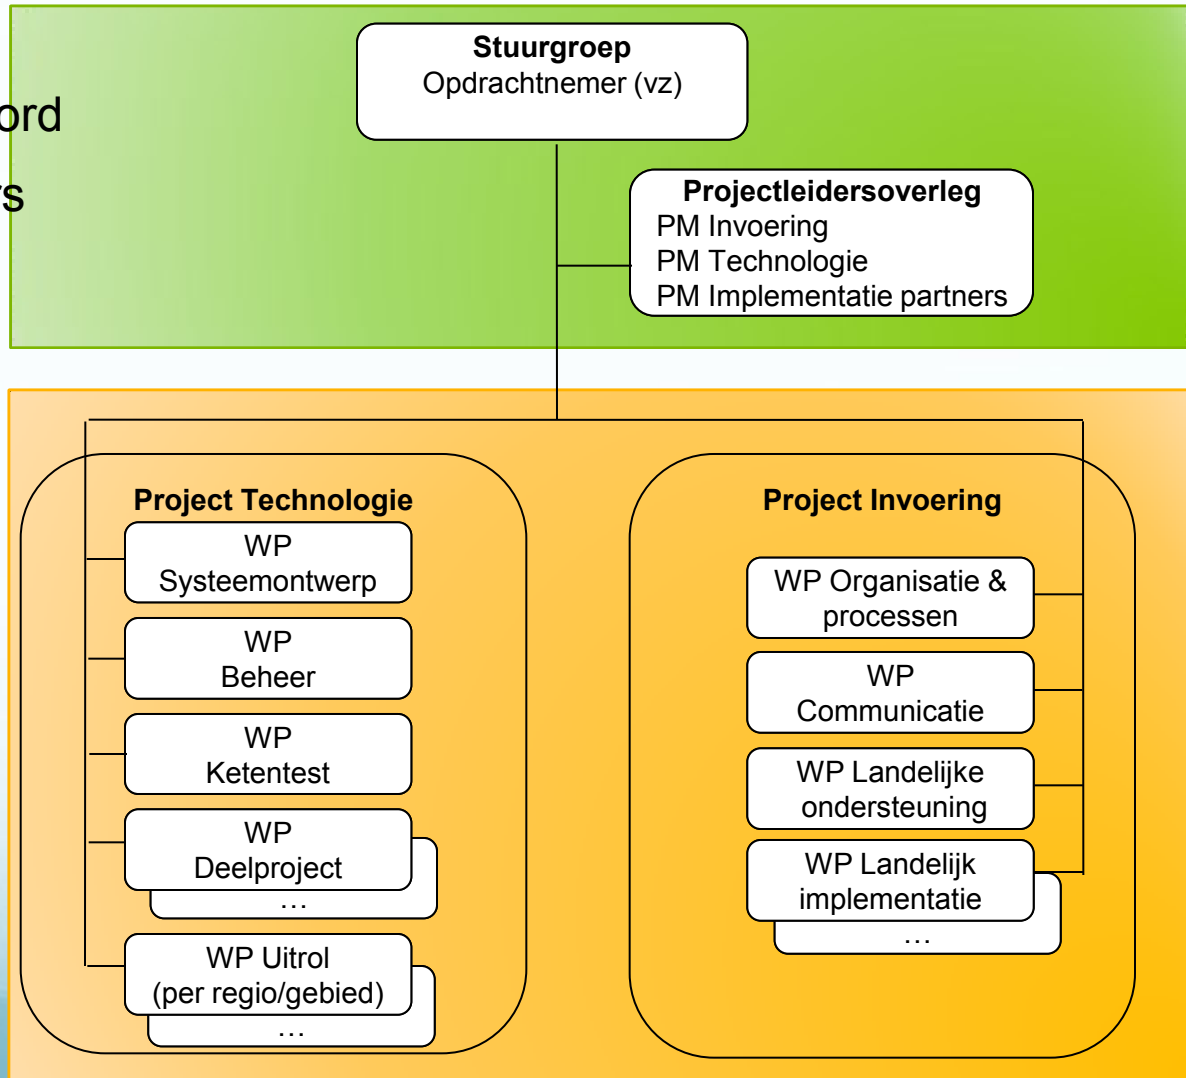 Stuurgroep
Opdrachtnemer (vz)
Projectleidersoverleg
PM Invoering
PM Technologie
PM Implementatie partners
Project Technologie
WP
Systeemontwerp
WP
Beheer
WP
Ketentest
WP
Deelproject
…
WP Uitrol
(per regio/gebied)
…
Project Invoering
WP Organisatie &
processen
WP
Communicatie
WP Landelijke
ondersteuning
WP Landelijk
implementatie
…